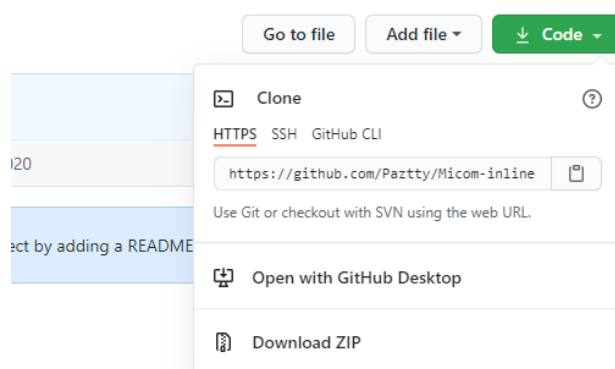 Go to file Add file Code
Clone
HTTPS SSH GitHub CLI
020
https://github.com/Paztty/Micom-inline
Use Git or checkout with SVN using the web URL.
ect by adding a README
Open with GitHub Desktop
Download ZIP